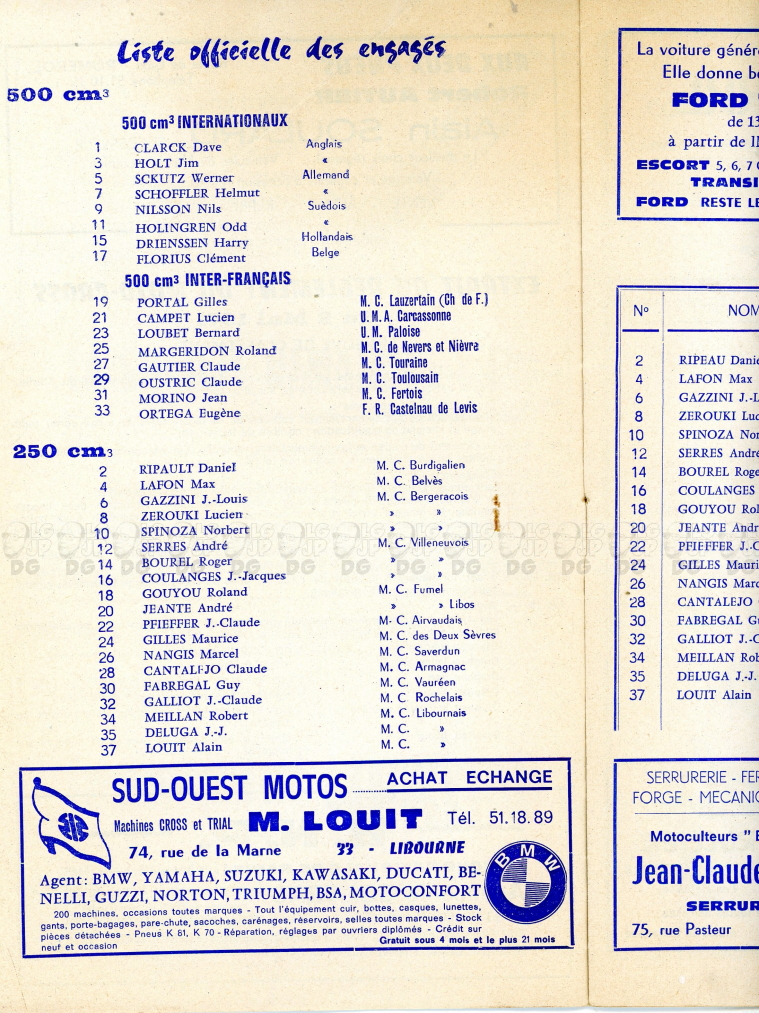 Liste officielle des engagés
500 cm3
500 cm3 INTERNATIONAUX
1 CLARCK Dave Anglais
3 HOLT Jim «
5 SCKUTZ Werner Allemand
7 SCHOFFLER Helmut «
9 NILSSON Nils Suèdois
11 HOLINGREN Odd «
15 DRIENSSEN Harry Hollandais
17 FLORIUS Clément Belge
500 cm3 INTER-FRANÇAIS
19 PORTAL Gilles M. C. Lauzertain (Ch de F.)
21 CAMPET Lucien U.M.A. Carcassonne
23 LOUBET Bernard U.M. Paloise
25 MARGERIDON Roland M. C. de Nevers et Nièvre
27 GAUTIER Claude M. C. Touraine
29 OUSTRIC Claude M. C. Toulousain
31 MORINO Jean M. C. Fertois
33 ORTEGA Eugène F. R. Castelnau de Levis
250 cm3
2 RIPAULT Daniel M. C. Burdigalien
4 LAFON Max M. C. Belvès
6 GAZZINI J.-Louis M. C. Bergeracois
8 ZEROUKI Lucien » »
10 SPINOZA Norbert » »
12 SERRES André M. C. Villeneuvois
14 BOUREL Roger » »
16 COULANGES J.-Jacques » »
18 GOUYOU Roland M. C. Fumel
20 JEANTE André » » Libos
22 PFIEFFER J.-Claude M- C. Airvaudais
24 GILLES Maurice M. C. des Deux Sèvres
26 NANGIS Marcel M. C. Saverdun
28 CANTALEJO Claude M. C. Armagnac
30 FABREGAL Guy M. C. Vauréen
32 GALLIOT J.-Claude M. C Rochelais
34 MEILLAN Robert M. C. Libournais
35 DELUGA J.-J. M. C. »
37 LOUIT Alain M. C. »
SUD-OUEST MOTOS ACHAT ECHANGE
Machines CROSS et TRIAL M. LOUIT Tél. 51.18.89
74, rue de la Marne 33 - LIBOURNE
Agent: BMW, YAMAHA, SUZUKI, KAWASAKI, DUCATI, BE-
NELLI, GUZZI, NORTON, TRIUMPH, BSA, MOTOCONFORT
BMW
200 machines, occasions toutes marques - Tout l'équipement cuir, bottes, casques, lunettes,
gants, porte-bagages, pare-chute, sacoches, carénages, réservoirs, selles toutes marques - Stock
pièces détachées - Pneus K 81, K 70 - Réparation, réglages par ouvriers diplômés - Crédit sur
neuf et occasion Gratuit sous 4 mois et le plus 21 mois
La voiture génér
Elle donne be
FORD
de 13
à partir de
ESCORT 5, 6, 7
TRANSI
FORD RESTE LE
No NOM
2 RIPEAU Danie
4 LAFON Max
6 GAZZINI J.-L
8 ZEROUKI Luc
10 SPINOZA Nor
12 SERRES André
14 BOUREL Roge
16 COULANGES
18 GOUYOU Rol
20 JEANTE Andr
22 PFIEFFER J.-C
24 GILLES Mauri
26 NANGIS Marc
28 CANTALEJO
30 FABREGAL Gu
32 GALLIOT J.-C
34 MEILLAN Rob
35 DELUGA J.-J.
37 LOUIT Alain
SERRURERIE - FER
FORGE - MECANIC
Motoculteurs " 
Jean-Claude
SERRUR
75, rue Pasteur